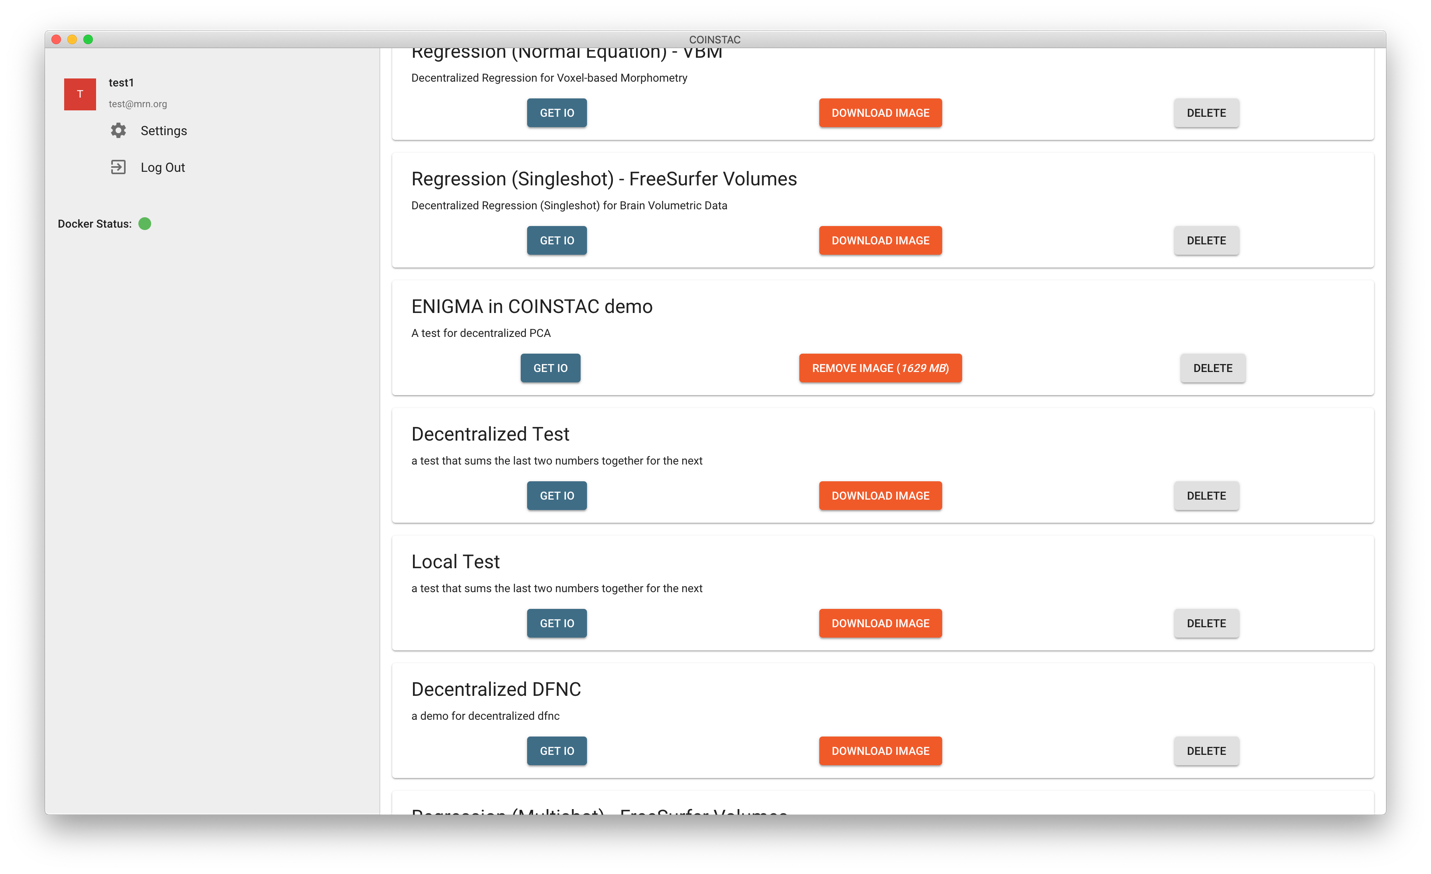 COINSTAC
T
test1
test@mrn.org
Settings
Log Out
Docker Status:
Regression (Normal Equation) - VBM
Decentralized Regression for Voxel-based Morphometry
GET IO
DOWNLOAD IMAGE
DELETE
Regression (Singleshot) - FreeSurfer Volumes
Decentralized Regression (Singleshot) for Brain Volumetric Data
GET IO
DOWNLOAD IMAGE
DELETE
ENIGMA in COINSTAC demo
A test for decentralized PCA
GET IO
REMOVE IMAGE (1629 MB)
DELETE
Decentralized Test
a test that sums the last two numbers together for the next
GET IO
DOWNLOAD IMAGE
DELETE
Local Test
a test that sums the last two numbers together for the next
GET IO
DOWNLOAD IMAGE
DELETE
Decentralized DFNC
a demo for decentralized dfnc
GET IO
DOWNLOAD IMAGE
DELETE
Regression (Multishot) - FreeSurfer Volumes